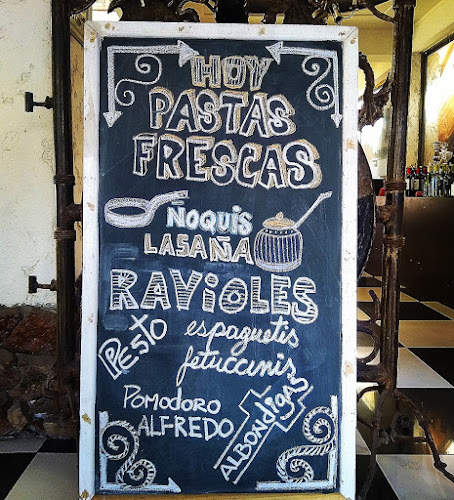 HOY
PASTAS
FRESCAS
ÑOQUIS
LASAÑA
RAViOLES
PEStO
espaguetis
fetuccinis
POMODORO
ALFREDO
ALBONDIGAS